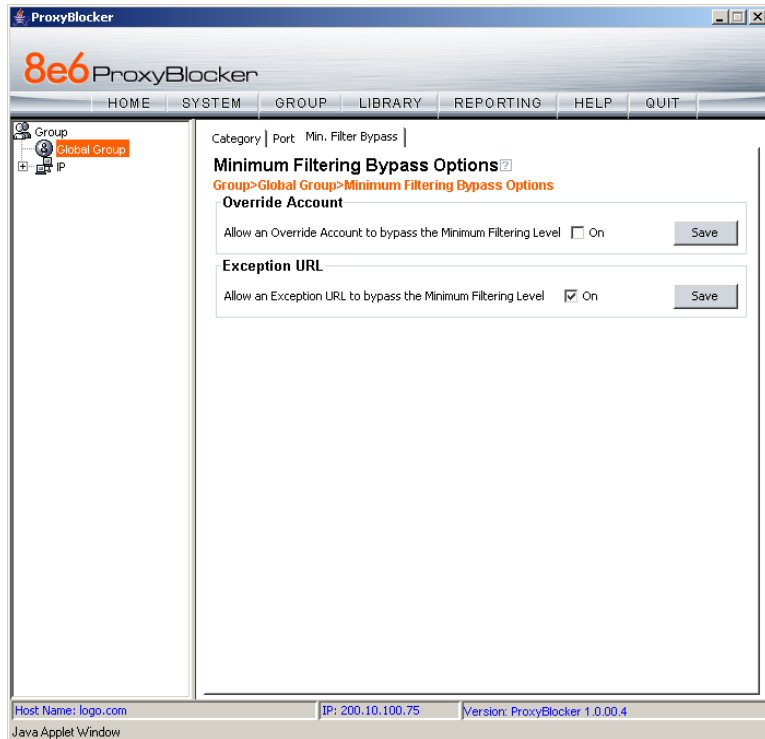 ProxyBlocker
8e6 ProxyBlocker
HOME SYSTEM GROUP LIBRARY REPORTING HELP QUIT
Group
Global Group
IP
Category Port Min. Filter Bypass
Minimum Filtering Bypass Options?
Group>Global Group>Minimum Filtering Bypass Options
Override Account
Allow an Override Account to bypass the Minimum Filtering Level On Save
Exception URL
Allow an Exception URL to bypass the Minimum Filtering Level On Save
Host Name: logo.com IP: 200.10.100.75 Version: ProxyBlocker 1.0.00.4
Java Applet Window